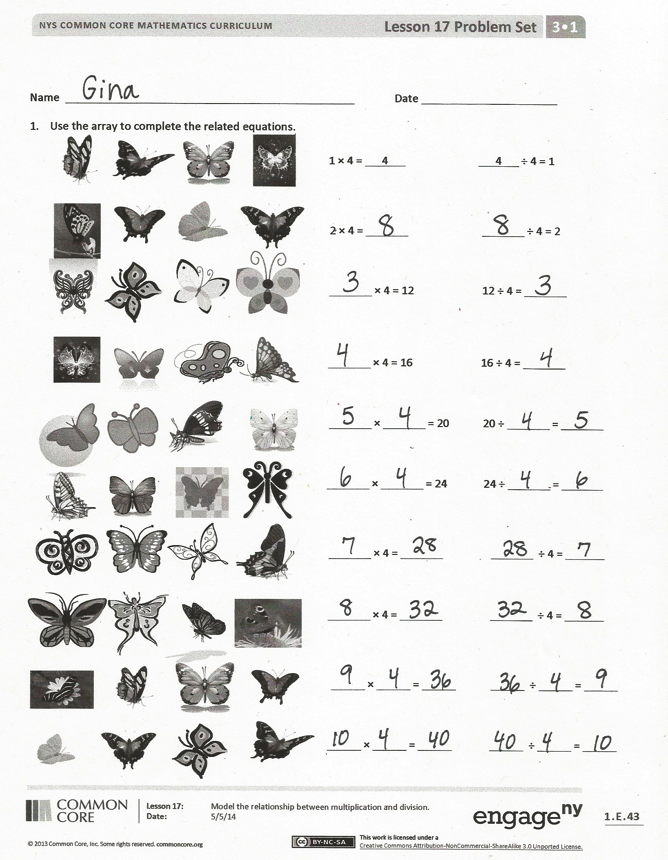 NYS COMMON CORE MATHEMATICS CURRICULUM Lesson 17 Problem Set 3•1
Name Gina Date
1. Use the array to complete the related equations.
1 × 4 = 4 4 ÷ 4 = 1
2 × 4 = 8 8 ÷ 4 = 2
3 × 4 = 12 12 ÷ 4 = 3
4 × 4 = 16 16 ÷ 4 = 4
5 × 4 = 20 20 ÷ 4 = 5
6 × 4 = 24 24 ÷ 4 = 6
7 × 4 = 28 28 ÷ 4 = 7
8 × 4 = 32 32 ÷ 4 = 8
9 × 4 = 36 36 ÷ 4 = 9
10 × 4 = 40 40 ÷ 4 = 10
COMMON CORE
Lesson 17: Model the relationship between multiplication and division.
Date: 5/5/14
engage ny
1.E.43
© 2013 Common Core, Inc. Some rights reserved. commoncore.org
cc BY-NC-SA
This work is licensed under a
Creative Commons Attribution-NonCommercial-ShareAlike 3.0 Unported License.